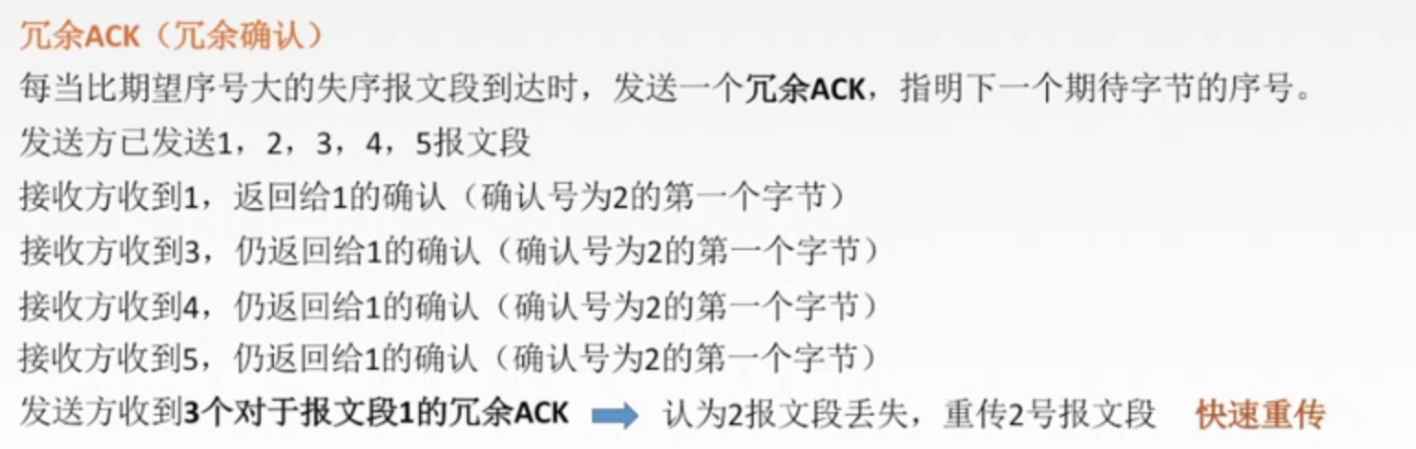 冗余ACK（冗余确认）
每当比期望序号大的失序报文段到达时，发送一个冗余ACK，指明下一个期待字节的序号。
发送方已发送1，2，3，4，5报文段
接收方收到1，返回给1的确认（确认号为2的第一个字节）
接收方收到3，仍返回给1的确认（确认号为2的第一个字节）
接收方收到4，仍返回给1的确认（确认号为2的第一个字节）
接收方收到5，仍返回给1的确认（确认号为2的第一个字节）
发送方收到3个对于报文段1的冗余ACK 认为2报文段丢失，重传2号报文段 快速重传